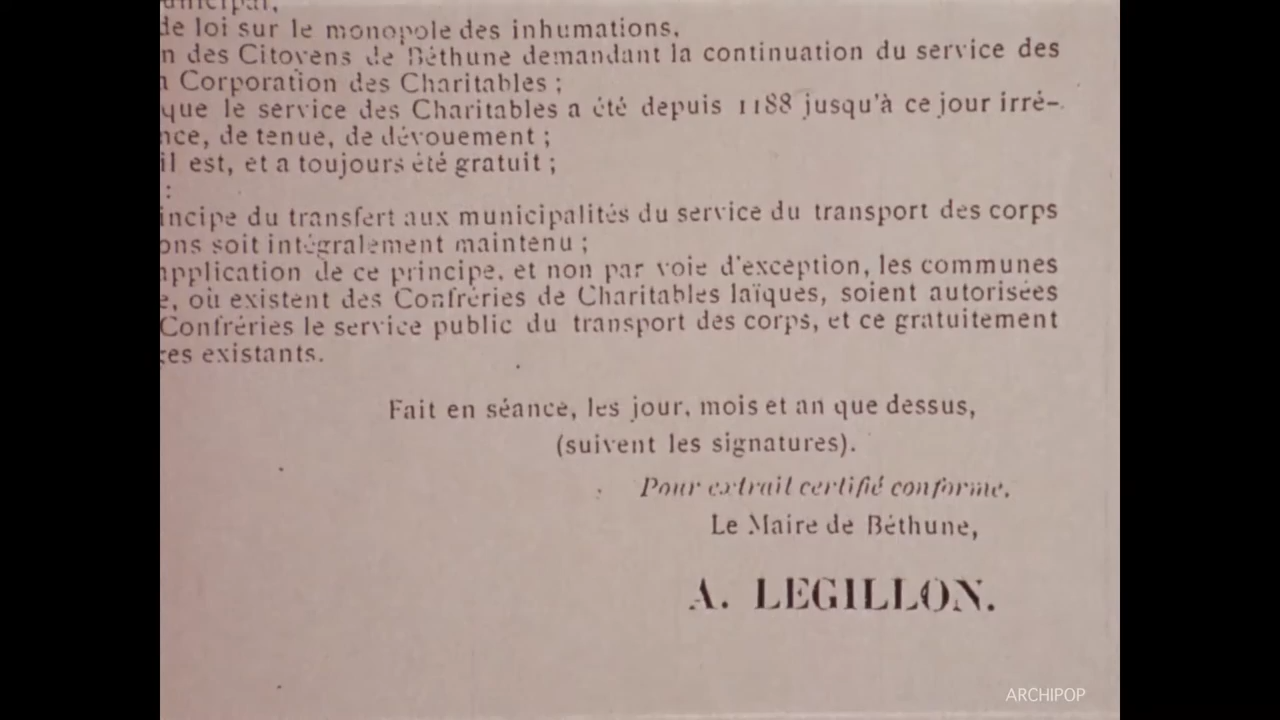 de loi sur le monopole des inhumations.
n des Citoyens de Béthune demandant la continuation du service des
Corporation des Charitables ;
que le service des Charitables a été depuis 1188 jusqu'à ce jour irré-
nce, de tenue, de dévouement ;
il est, et a toujours été gratuit ;
:
incipe du transfert aux municipalités du service du transport des corps
ons soit intégralement maintenu ;
application de ce principe, et non par voie d'exception, les communes
e, où existent des Confréries de Charitables laïques, soient autorisées
Confréries le service public du transport des corps, et ce gratuitement
es existants.
Fait en séance, les jour, mois et an que dessus,
(suivent les signatures).
Pour extrait certifié conforme.
Le Maire de Béthune,
A. LEGILLON.
ARCHIPOP